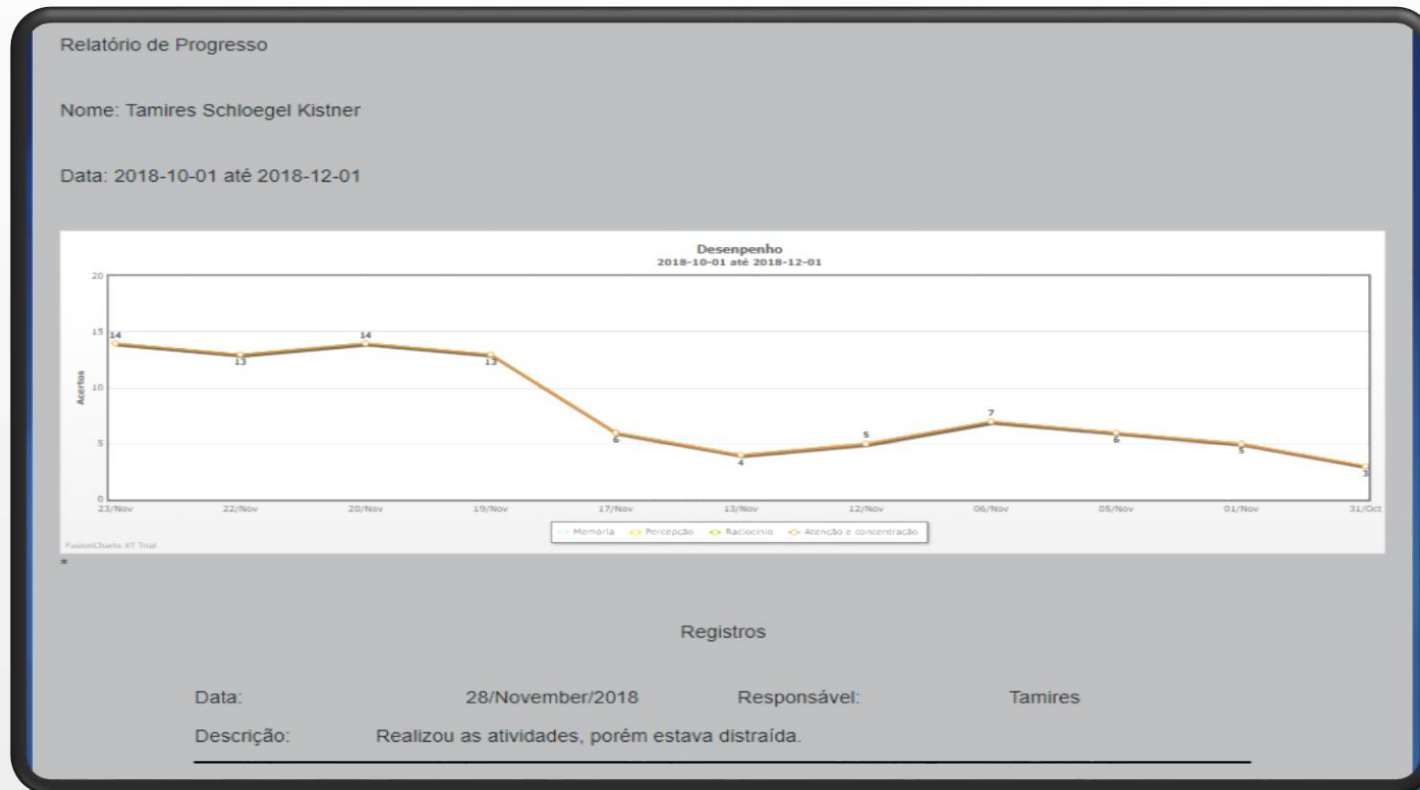 Relatório de Progresso
Nome: Tamires Schloegel Kistner
Data: 2018-10-01 até 2018-12-01
Desenpenho
2018-10-01 até 2018-12-01
20
15
10
5
0
Acertos
14
13
14
13
6
4
5
7
6
5
3
23/Nov 22/Nov 20/Nov 19/Nov 17/Nov 13/Nov 12/Nov 06/Nov 05/Nov 01/Nov 31/Oct
Memória Percepção Raciocínio Atenção e concentração
FusionCharts XT Trial
*
Registros
Data: 28/November/2018 Responsável: Tamires
Descrição: Realizou as atividades, porém estava distraída.